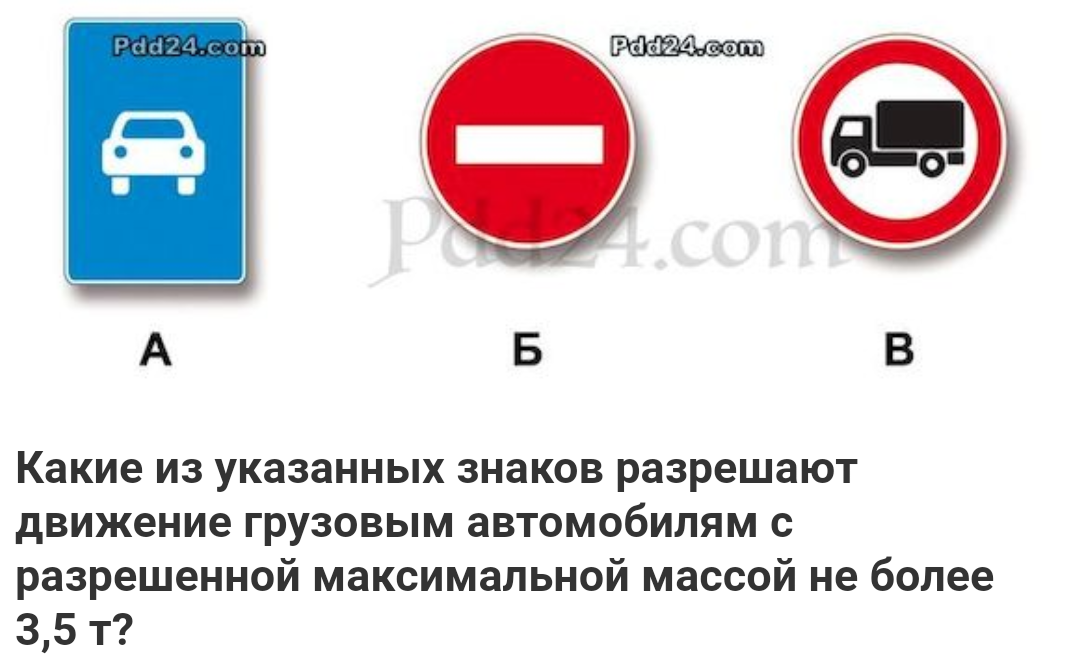 Pdd24.com
Pdd24.com
Pdd24.com
А
Б
В
Какие из указанных знаков разрешают
движение грузовым автомобилям с
разрешенной максимальной массой не более
3,5 т?